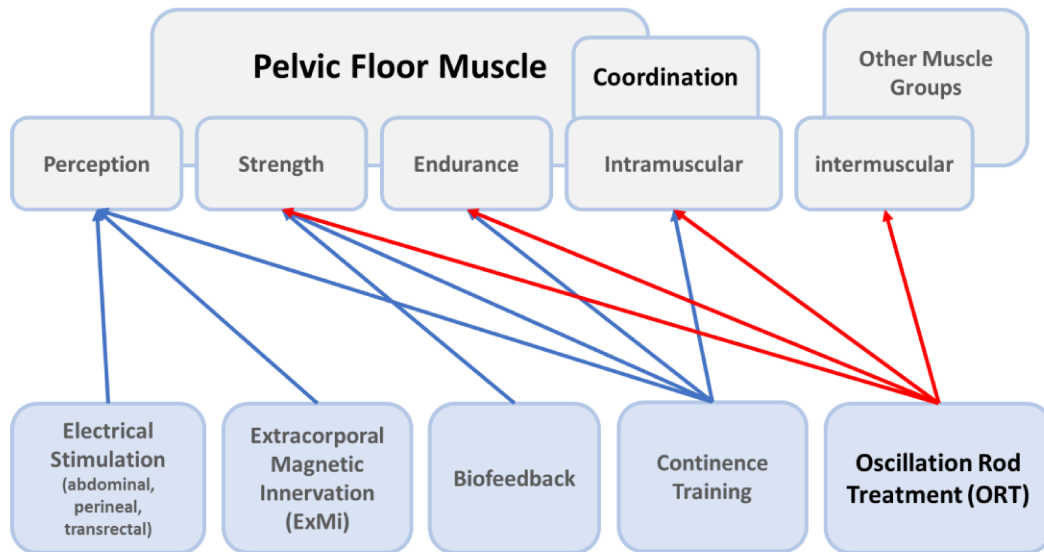 Pelvic Floor Muscle
Coordination
Other Muscle
Groups
Perception
Strength
Endurance
Intramuscular
intermuscular
Electrical
Stimulation
(abdominal,
perineal,
transrectal)
Extracorporal
Magnetic
Innervation
(ExMi)
Biofeedback
Continence
Training
Oscillation Rod
Treatment (ORT)